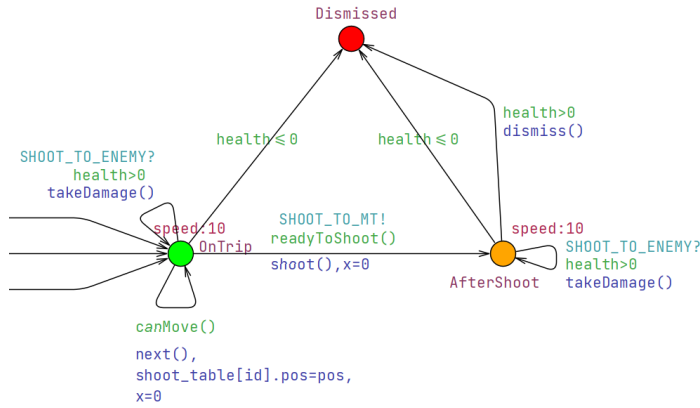 Dismissed
health>0
dismiss()
health≤0
health≤0
SHOOT_TO_ENEMY?
health>0
takeDamage()
speed:10
OnTrip
SHOOT_TO_MT!
readyToShoot()
shoot(),x=0
speed:10
AfterShoot
SHOOT_TO_ENEMY?
health>0
takeDamage()
canMove()
next(),
shoot_table[id].pos=pos,
x=0